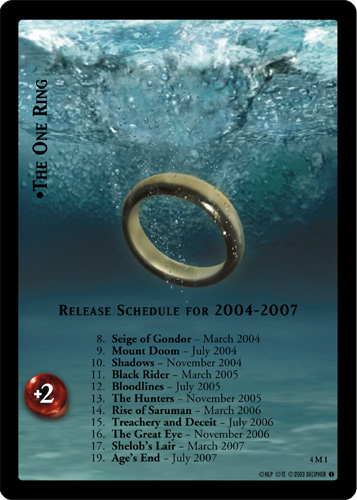 •The One Ring
Release Schedule for 2004-2007
8. Seige of Gordor – March 2004
9. Mount Doom – July 2004
10. Shadows – November 2004
11. Black Rider – March 2005
12. Bloodlines – July 2005
13. The Hunters – November 2005
14. Rise of Saruman – March 2006
15. Treachery and Deceit – July 2006
16. The Great Eye – November 2006
17. Shelob's Lair – March 2007
19. Age's End – July 2007
+2
4 M 1
©NLP ©TE ©2003 DECIPHER